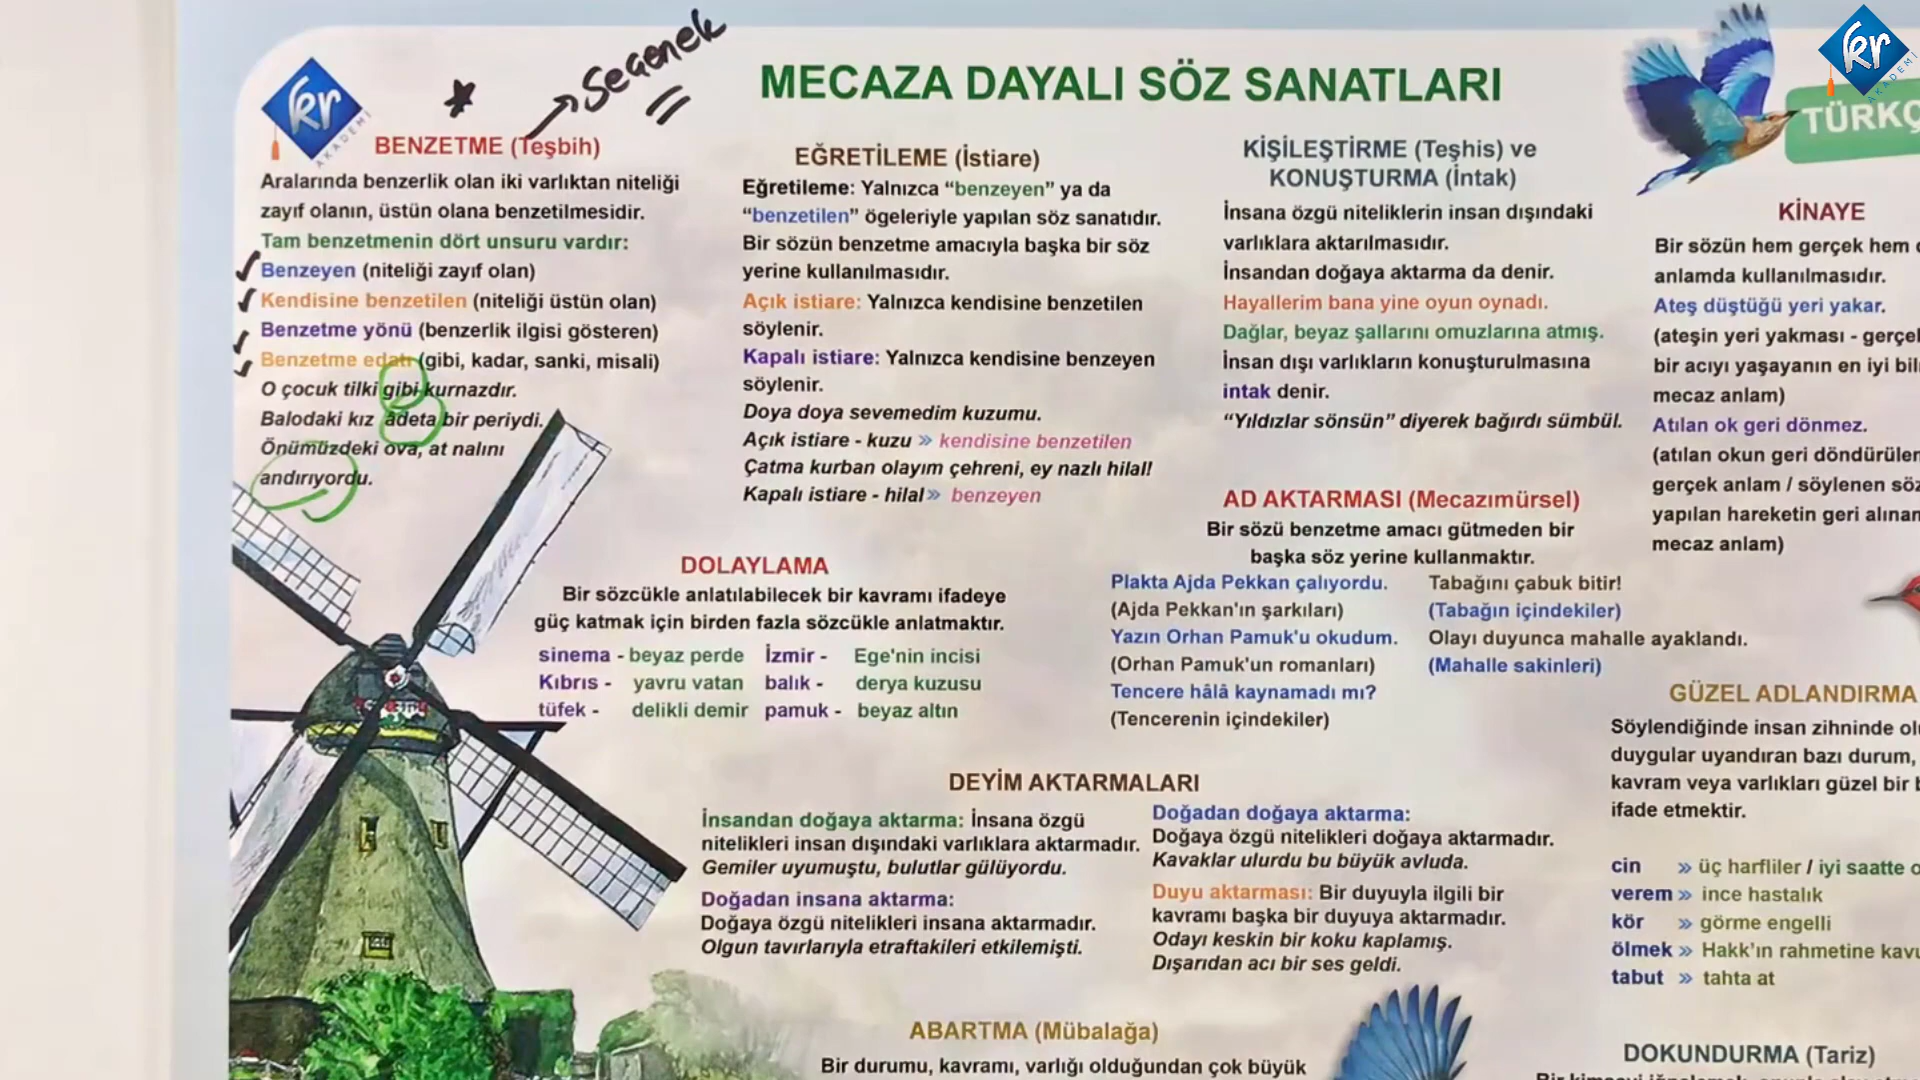 Seçenek
MECAZA DAYALI SÖZ SANATLARI
kr
AKADEMİ
kr
AKADEMİ
BENZETME (Teşbih)
Aralarında benzerlik olan iki varlıktan niteliği
zayıf olanın, üstün olana benzetilmesidir.
Tam benzetmenin dört unsuru vardır:
Benzeyen (niteliği zayıf olan)
Kendisine benzetilen (niteliği üstün olan)
Benzetme yönü (benzerlik ilgisi gösteren)
Benzetme edatı (gibi, kadar, sanki, misali)
O çocuk tilki gibi kurnazdır.
Balodaki kız âdeta bir periydi.
Önümüzdeki ova, at nalını
andırıyordu.
EĞRETİLEME (İstiare)
Eğretileme: Yalnızca “benzeyen” ya da
“benzetilen” ögeleriyle yapılan söz sanatıdır.
Bir sözün benzetme amacıyla başka bir söz
yerine kullanılmasıdır.
Açık istiare: Yalnızca kendisine benzetilen
söylenir.
Kapalı istiare: Yalnızca kendisine benzeyen
söylenir.
Doya doya sevemedim kuzumu.
Açık istiare - kuzu » kendisine benzetilen
Çatma kurban olayım çehreni, ey nazlı hilal!
Kapalı istiare - hilal» benzeyen
KİŞİLEŞTİRME (Teşhis) ve
KONUŞTURMA (İntak)
İnsana özgü niteliklerin insan dışındaki
varlıklara aktarılmasıdır.
İnsandan doğaya aktarma da denir.
Hayallerim bana yine oyun oynadı.
Dağlar, beyaz şallarını omuzlarına atmış.
İnsan dışı varlıkların konuşturulmasına
intak denir.
“Yıldızlar sönsün” diyerek bağırdı sümbül.
TÜRKÇ
KİNAYE
Bir sözün hem gerçek hem
anlamda kullanılmasıdır.
Ateş düştüğü yeri yakar.
(ateşin yeri yakması - gerçe
bir acıyı yaşayanın en iyi bil
mecaz anlam)
Atılan ok geri dönmez.
(atılan okun geri döndürüle
gerçek anlam / söylenen söz
yapılan hareketin geri alına
mecaz anlam)
AD AKTARMASI (Mecazımürsel)
Bir sözü benzetme amacı gütmeden bir
başka söz yerine kullanmaktır.
Plakta Ajda Pekkan çalıyordu.
(Ajda Pekkan'ın şarkıları)
Yazın Orhan Pamuk'u okudum.
(Orhan Pamuk'un romanları)
Tencere hâlâ kaynamadı mı?
(Tencerenin içindekiler)
Tabağını çabuk bitir!
(Tabağın içindekiler)
Olayı duyunca mahalle ayaklandı.
(Mahalle sakinleri)
DOLAYLAMA
Bir sözcükle anlatılabilecek bir kavramı ifadeye
güç katmak için birden fazla sözcükle anlatmaktır.
sinema - beyaz perde İzmir - Ege'nin incisi
Kıbrıs - yavru vatan balık - derya kuzusu
tüfek - delikli demir pamuk - beyaz altın
DEYİM AKTARMALARI
İnsandan doğaya aktarma: İnsana özgü
nitelikleri insan dışındaki varlıklara aktarmadır.
Gemiler uyumuştu, bulutlar gülüyordu.
Doğadan insana aktarma:
Doğaya özgü nitelikleri insana aktarmadır.
Olgun tavırlarıyla etraftakileri etkilemişti.
Doğadan doğaya aktarma:
Doğaya özgü nitelikleri doğaya aktarmadır.
Kavaklar ulurdu bu büyük avluda.
Duyu aktarması: Bir duyuyla ilgili bir
kavramı başka bir duyuya aktarmadır.
Odayı keskin bir koku kaplamış.
Dışarıdan acı bir ses geldi.
GÜZEL ADLANDIRMA
Söylendiğinde insan zihninde ol
duygular uyandıran bazı durum,
kavram veya varlıkları güzel bir
ifade etmektir.
cin » üç harfliler / iyi saatte o
verem » ince hastalık
kör » görme engelli
ölmek » Hakk'ın rahmetine kavu
tabut » tahta at
ABARTMA (Mübalağa)
Bir durumu, kavramı, varlığı olduğundan çok büyük
DOKUNDURMA (Tariz)